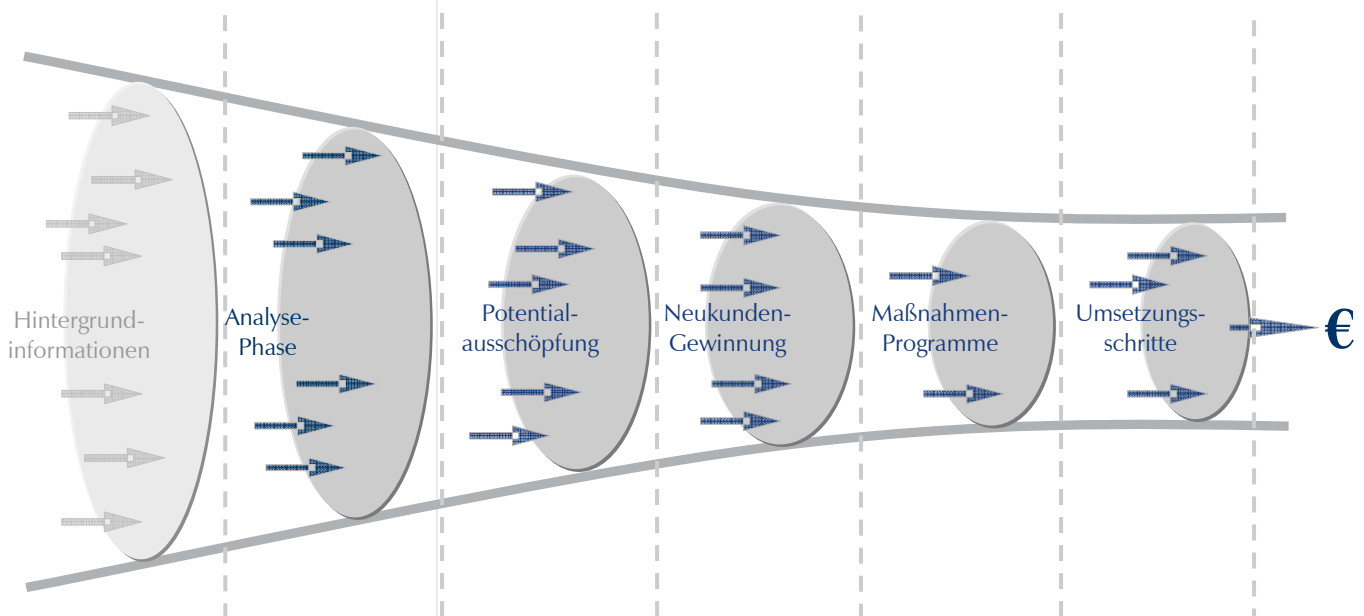 Hintergrund-
informationen
Analyse-
Phase
Potential-
ausschöpfung
Neukunden-
Gewinnung
Maßnahmen-
Programme
Umsetzungs-
schritte
€